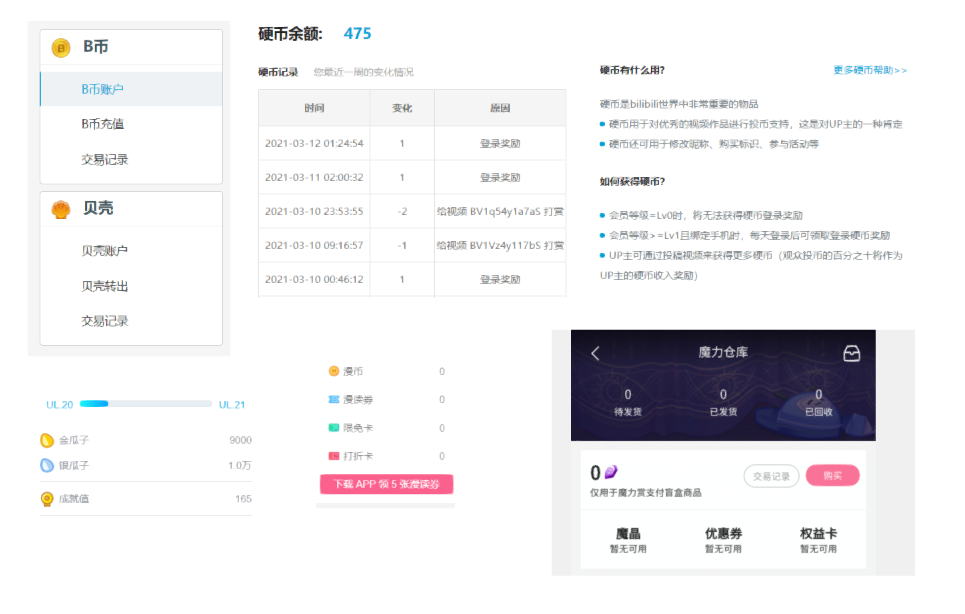 B币
B币账户
B币充值
交易记录
贝壳
贝壳账户
贝壳转出
交易记录
硬币余额: 475
硬币记录 您最近一周的变化情况
时间 变化 原因
2021-03-12 01:24:54 1 登录奖励
2021-03-11 02:00:32 1 登录奖励
2021-03-10 23:53:55 -2 给视频 BV1q54y1a7aS 打赏
2021-03-10 09:16:57 -1 给视频 BV1Vz4y117bS 打赏
2021-03-10 00:46:12 1 登录奖励
硬币有什么用? 更多硬币帮助>>
硬币是bilibili世界中非常重要的物品
硬币用于对优秀的视频作品进行投币支持，这是对UP主的一种肯定
硬币还可用于修改昵称、购买标识、参与活动等
如何获得硬币?
会员等级=Lv0时，将无法获得硬币登录奖励
会员等级>=Lv1且绑定手机时，每天登录后可领取登录硬币奖励
UP主可通过投稿视频来获得更多硬币（观众投币的百分之十将作为
UP主的硬币收入奖励）
UL.20 UL.21
金瓜子 9000
银瓜子 1.0万
成就值 165
漫币 0
漫读券 0
限免卡 0
打折卡 0
下载 APP 领 5 张漫读券
魔力仓库
0 0 0
待发货 已发货 已回收
0 交易记录 购买
仅用于魔力赏支付盲盒商品
魔晶 优惠券 权益卡
暂无可用 暂无可用 暂无可用